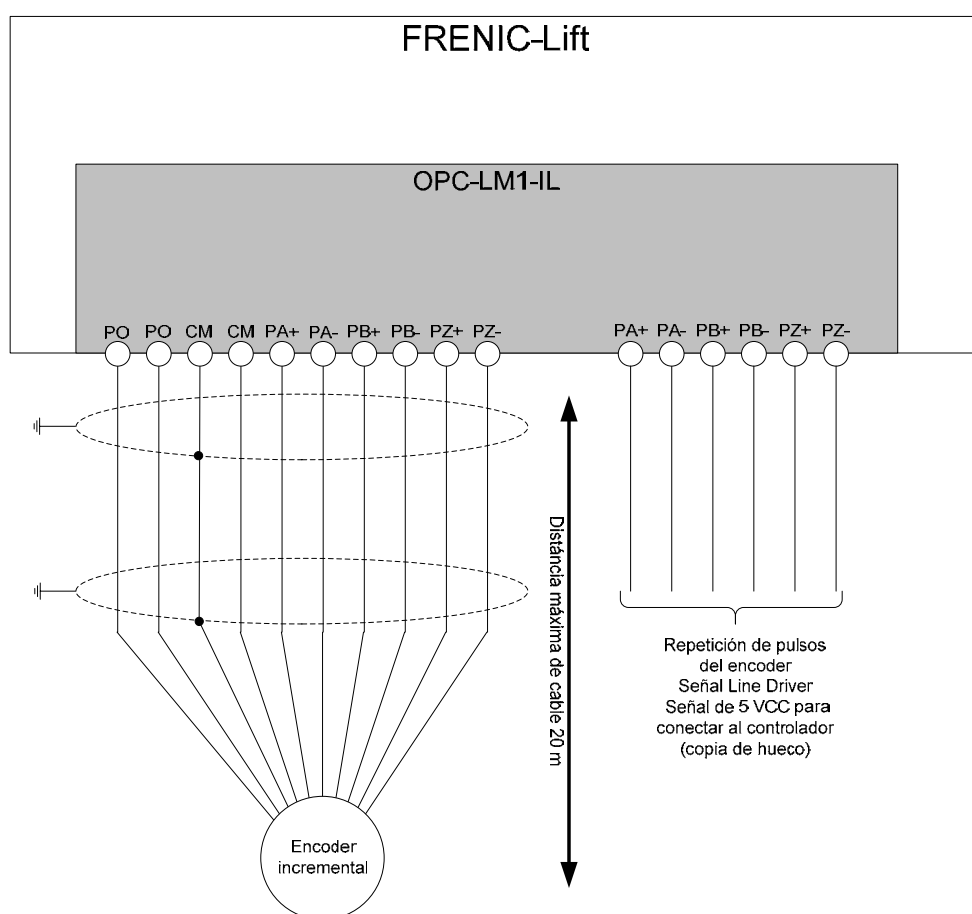 FRENIC-Lift
OPC-LM1-IL
PO PO CM CM PA+ PA- PB+ PB- PZ+ PZ-
PA+ PA- PB+ PB- PZ+ PZ-
Distáncia máxima de cable 20 m
Repetición de pulsos
del encoder
Señal Line Driver
Señal de 5 VCC para
conectar al controlador
(copia de hueco)
Encoder
incremental